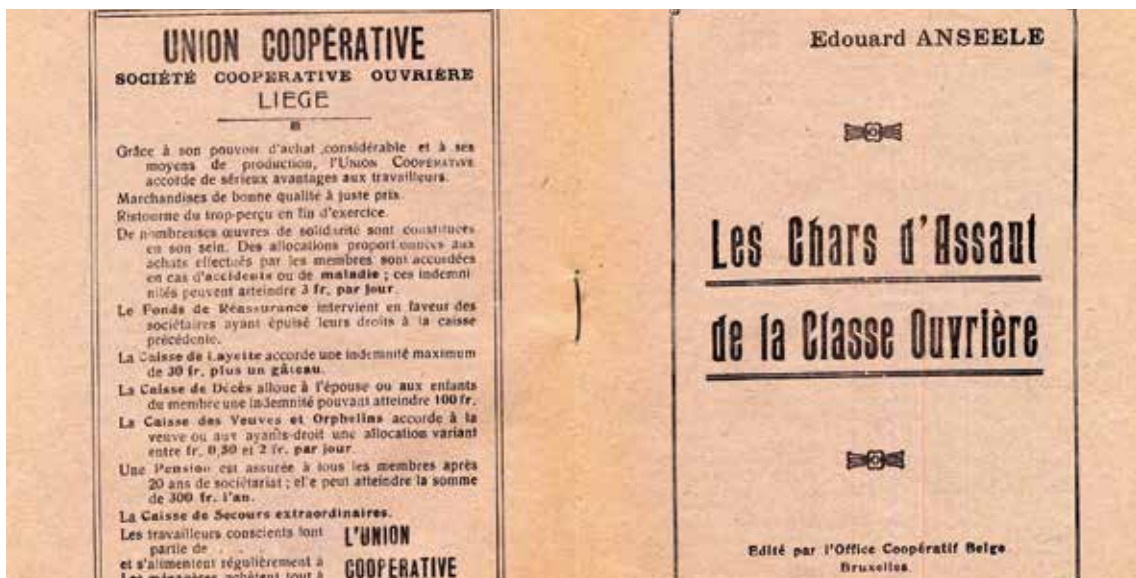 UNION COOPÉRATIVE
SOCIÉTÉ COOPERATIVE OUVRIÈRE
LIEGE
Grâce à son pouvoir d'achat considérable et à ses
moyens de production, l'UNION COOPÉRATIVE
accorde de sérieux avantages aux travailleurs.
Marchandises de bonne qualité à juste prix.
Ristourne du trop-perçu en fin d'exercice.
De nombreuses œuvres de solidarité sont constituées
en son sein. Des allocations proportionnées aux
achats effectués par les membres sont accordées
en cas d'accidents ou de maladie ; ces indem-
nités peuvent atteindre 3 fr. par jour.
Le Fonds de Réassurance intervient en faveur des
sociétaires ayant épuisé leurs droits à la caisse
précédente.
La Caisse de Layette accorde une indemnité maximum
de 30 fr. plus un gâteau.
La Caisse de Décès alloue à l'épouse ou aux enfants
du membre une indemnité pouvant atteindre 100 fr.
La Caisse des Veuves et Orphelins accorde à la
veuve ou aux ayants-droit une allocation variant
entre fr. 0,50 et 2 fr. par jour.
Une Pension est assurée à tous les membres après
20 ans de sociétariat ; elle peut atteindre la somme
de 300 fr. l'an.
La Caisse de Secours extraordinaires.
Les travailleurs conscients font
partie de . . .
et s'alimentent régulièrement à
Les ménagères achètent tout à
L'UNION
COOPÉRATIVE
Edouard ANSEELE
Les Chars d'Assaut
de la Classe Ouvrière
Edité par l'Office Coopératif Belge
Bruxelles